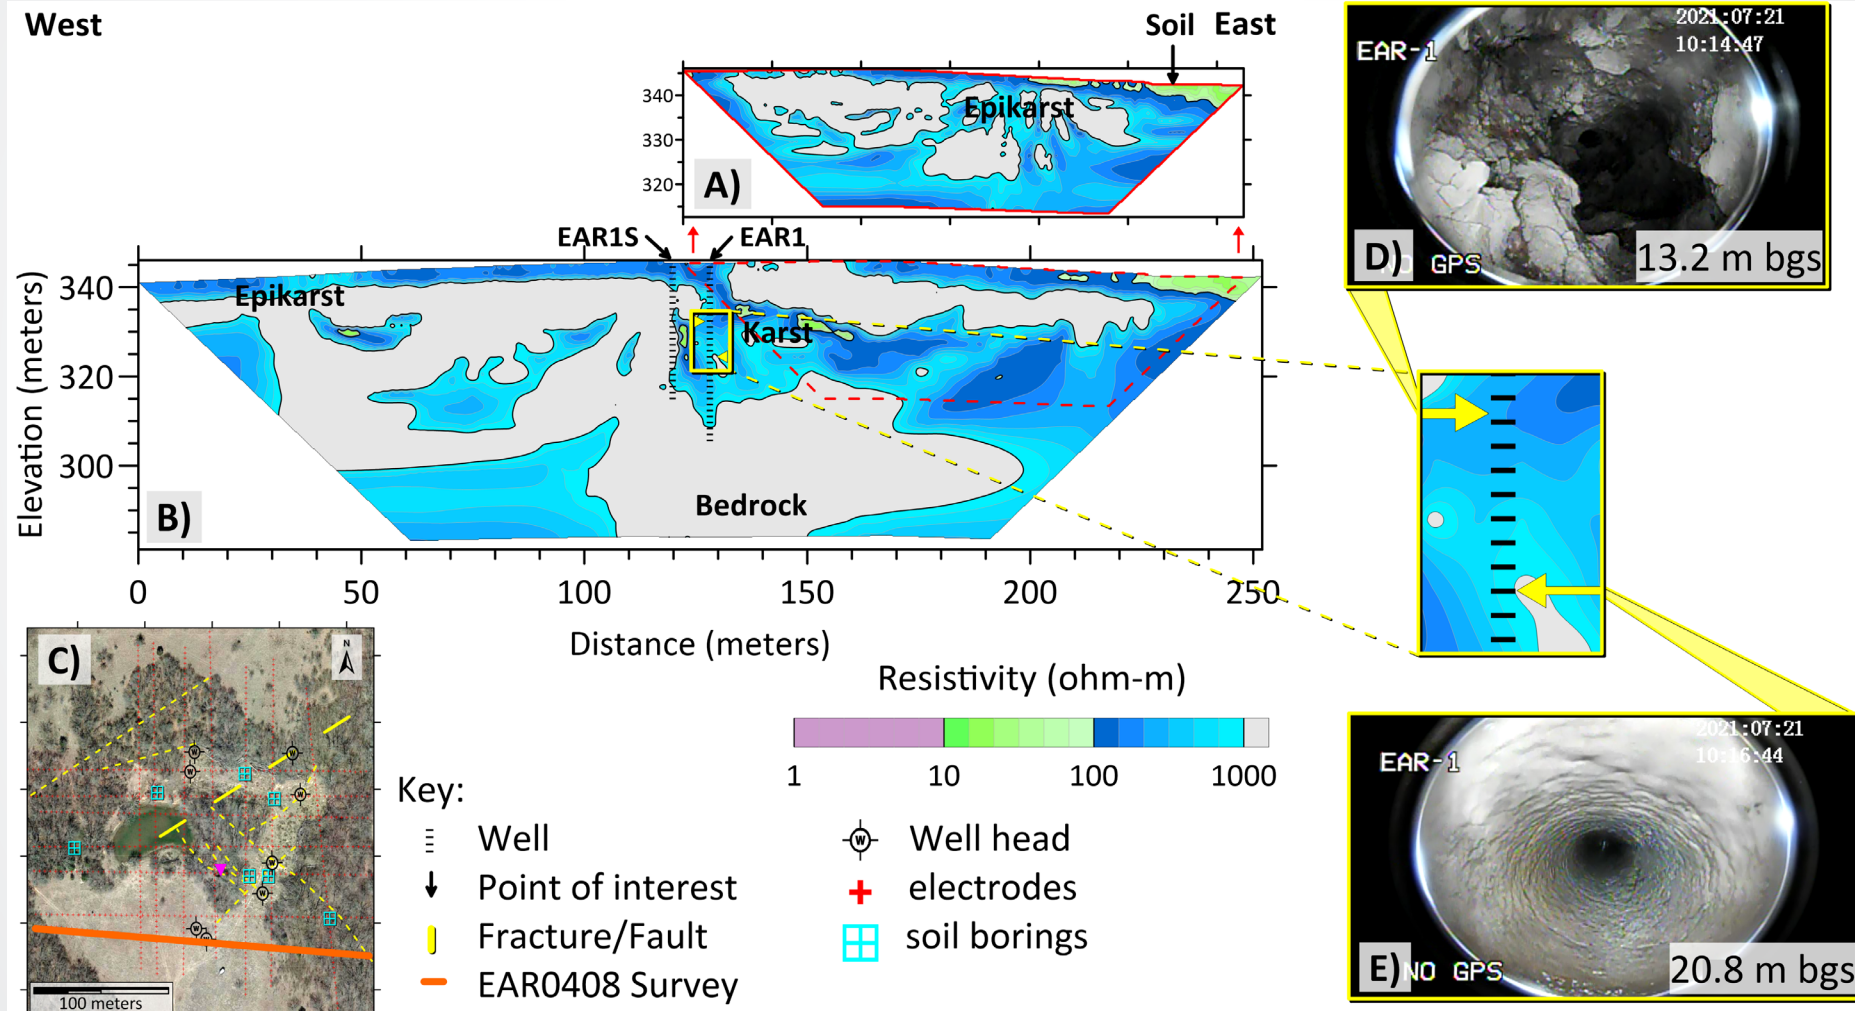 West
Soil East
340
330
320
Epikarst
A)
EAR1S
EAR1
Elevation (meters)
340
320
300
Epikarst
Karst
Bedrock
B)
0 50 100 150 200 250
Distance (meters)
C)
N
100 meters
Resistivity (ohm-m)
1 10 100 1000
Key:
Well
Point of interest
Fracture/Fault
EAR0408 Survey
W
Well head
electrodes
soil borings
2021:07:21
10:14:47
EAR-1
D)
GPS
13.2 m bgs
2021:07:21
10:16:44
EAR-1
E)
NO GPS
20.8 m bgs